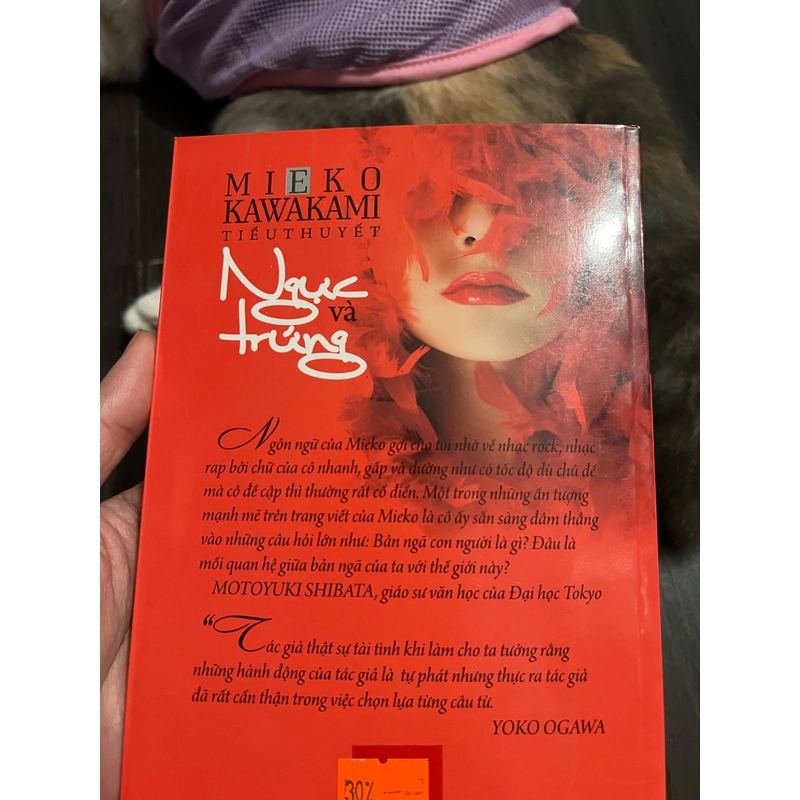 MIEKO
KAWAKAMI
TIỂU THUYẾT
Ngực
và
trứng
Ngôn ngữ của Mieko gợi cho tôi nhớ về nhạc rock, nhạc
rap bởi chữ của cô nhanh, gấp và dường như có tốc độ dù chủ đề
mà cô đề cập thì thường rất cổ điển. Một trong những ấn tượng
mạnh mẽ trên trang viết của Mieko là cô ấy sẵn sàng đâm thẳng
vào những câu hỏi lớn như: Bản ngã con người là gì? Đâu là
mối quan hệ giữa bản ngã của ta với thế giới này?
MOTOYUKI SHIBATA, giáo sư văn học của Đại học Tokyo
“Tác giả thật sự tài tình khi làm cho ta tưởng rằng
những hành động của tác giả là tự phát nhưng thực ra tác giả
đã rất cẩn thận trong việc chọn lựa từng câu từ.
YOKO OGAWA
30%